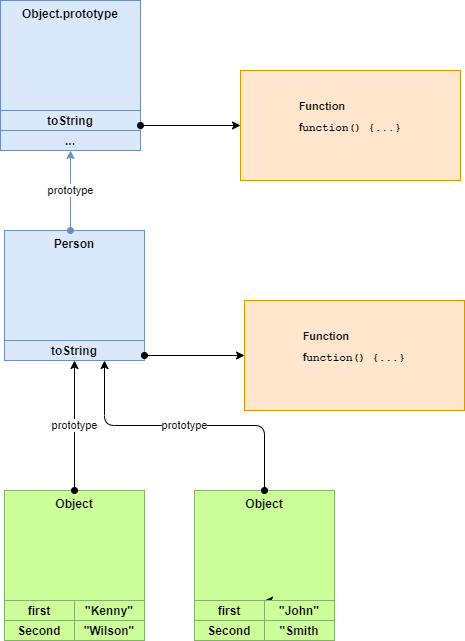 Object.prototype
toString
...
Function
function() {...}
prototype
Person
toString
Function
function() {...}
prototype
prototype
Object
Object
first "Kenny"
Second "Wilson"
first "John"
Second "Smith